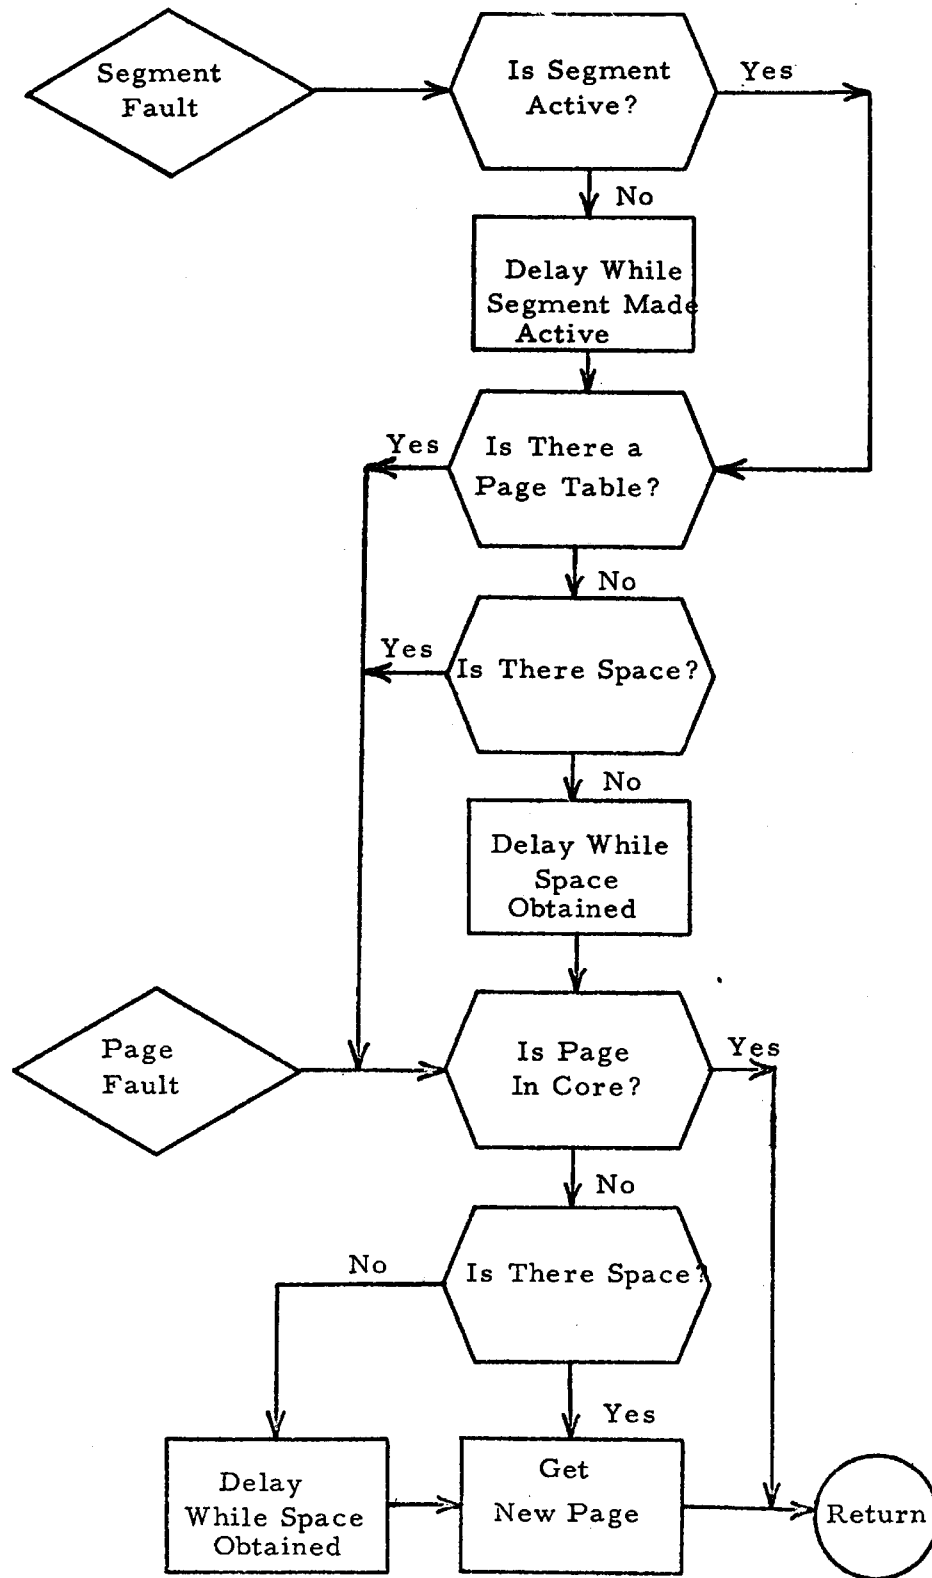 Segment
Fault
Is Segment
Active?
Yes
No
Delay While
Segment Made
Active
Yes
Is There a
Page Table?
No
Yes
Is There Space?
No
Delay While
Space
Obtained
Page
Fault
Is Page
In Core?
Yes
No
No
Is There Space?
Yes
Delay
While Space
Obtained
Get
New Page
Return